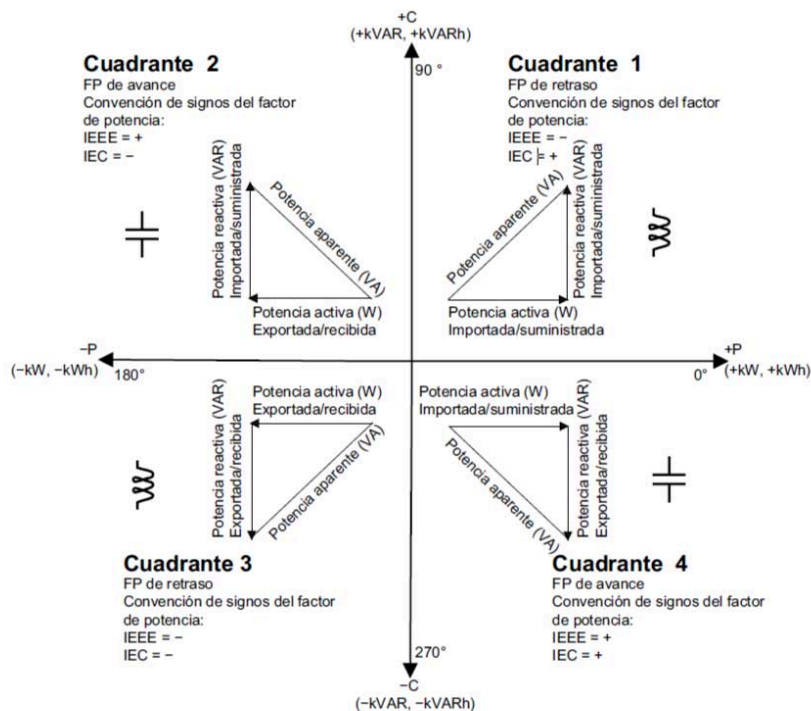 +C
(+kVAR, +kVARh)
90 °
Cuadrante 2
FP de avance
Convención de signos del factor
de potencia:
IEEE = +
IEC = −
Potencia reactiva (VAR)
Importada/suministrada
Potencia aparente (VA)
Potencia activa (W)
Exportada/recibida
Cuadrante 1
FP de retraso
Convención de signos del factor
de potencia:
IEEE = −
IEC = +
Potencia aparente (VA)
Potencia reactiva (VAR)
Importada/suministrada
Potencia activa (W)
Importada/suministrada
−P
(−kW, −kWh)
180°
0°
+P
(+kW, +kWh)
Potencia reactiva (VAR)
Exportada/recibida
Potencia activa (W)
Exportada/recibida
Potencia aparente (VA)
Cuadrante 3
FP de retraso
Convención de signos del factor
de potencia:
IEEE = −
IEC = −
Potencia activa (W)
Importada/suministrada
Potencia aparente (VA)
Potencia reactiva (VAR)
Exportada/recibida
Cuadrante 4
FP de avance
Convención de signos del factor
de potencia:
IEEE = +
IEC = +
270°
−C
(−kVAR, −kVARh)